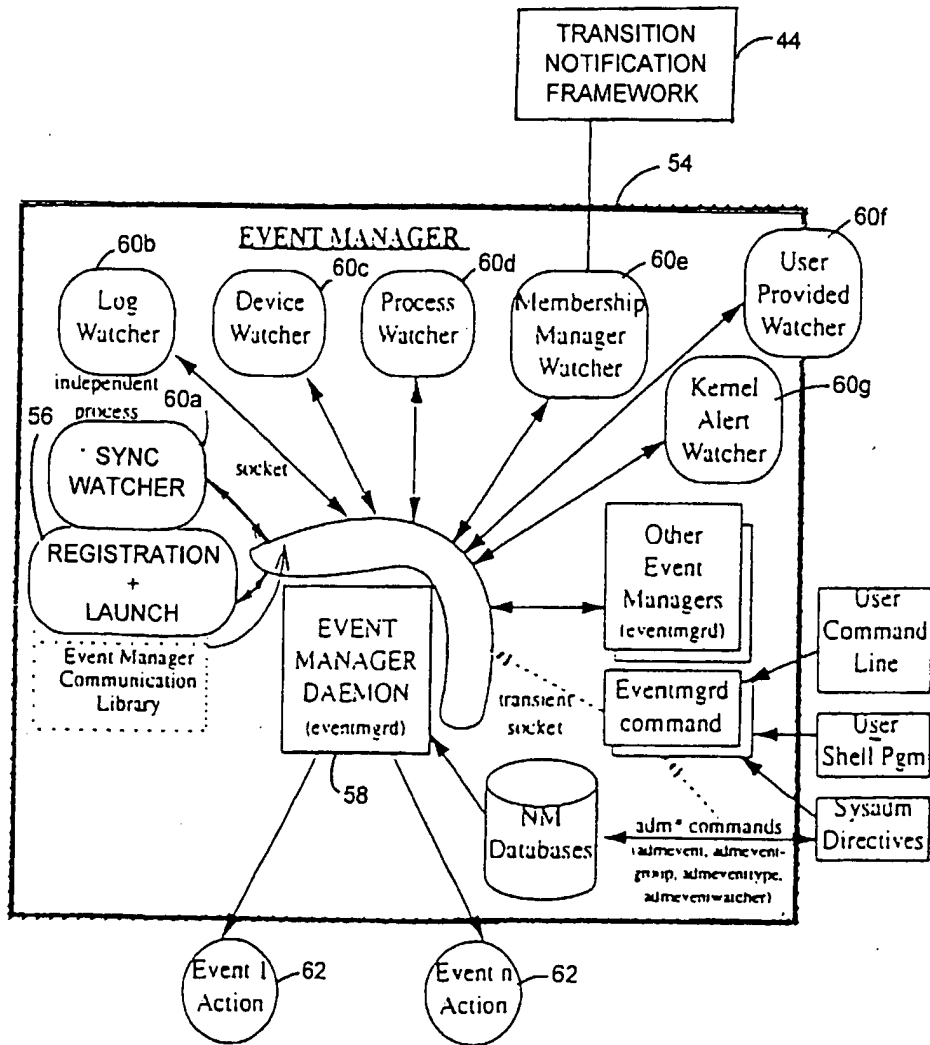 TRANSITION
NOTIFICATION
FRAMEWORK
44
54
EVENT MANAGER
60b
Log
Watcher
60c
Device
Watcher
60d
Process
Watcher
60e
Membership
Manager
Watcher
60f
User
Provided
Watcher
Kernel
Alert
Watcher
60g
independent
process
60a
56
SYNC
WATCHER
socket
REGISTRATION
+
LAUNCH
Event Manager
Communication
Library
EVENT
MANAGER
DAEMON
(eventmgrd)
58
Other
Event
Managers
(eventmgrd)
transient
socket
Eventmgrd
command
User
Command
Line
User
Shell Pgm
Sysadm
Directives
NM
Databases
adm* commands
(admevent, admevent-
group, admeventtype,
admeventwatcher)
Event 1
Action
62
Event n
Action
62